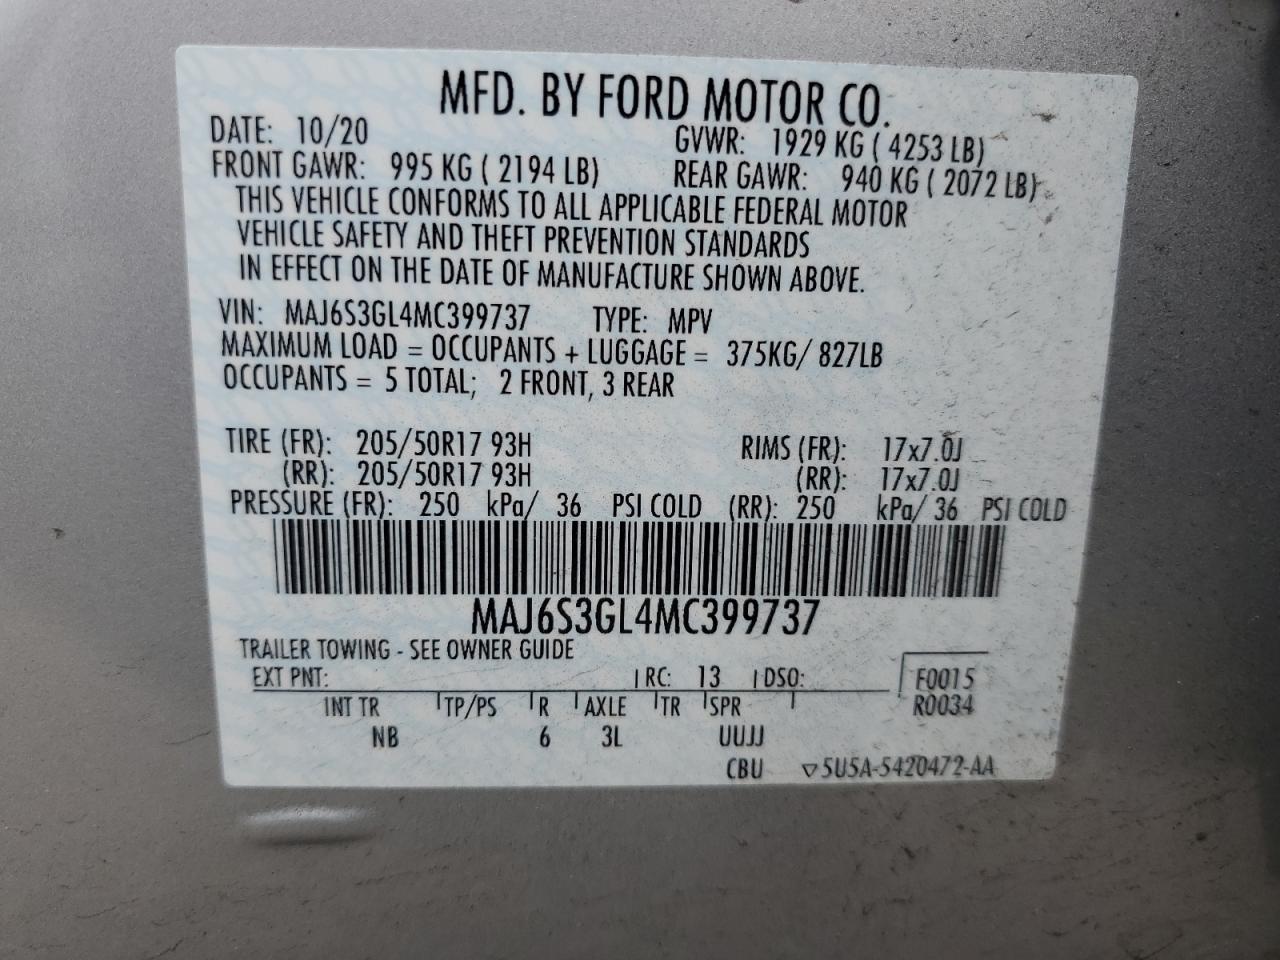 MFD. BY FORD MOTOR CO.
DATE: 10/20 GVWR: 1929 KG ( 4253 LB)
FRONT GAWR: 995 KG ( 2194 LB) REAR GAWR: 940 KG ( 2072 LB)
THIS VEHICLE CONFORMS TO ALL APPLICABLE FEDERAL MOTOR
VEHICLE SAFETY AND THEFT PREVENTION STANDARDS
IN EFFECT ON THE DATE OF MANUFACTURE SHOWN ABOVE.
VIN: MAJ6S3GL4MC399737 TYPE: MPV
MAXIMUM LOAD = OCCUPANTS + LUGGAGE = 375KG/ 827LB
OCCUPANTS = 5 TOTAL; 2 FRONT, 3 REAR
TIRE (FR): 205/50R17 93H RIMS (FR): 17x7.0J
(RR): 205/50R17 93H (RR): 17x7.0J
PRESSURE (FR): 250 kPa/ 36 PSI COLD (RR): 250 kPa/ 36 PSI COLD
MAJ6S3GL4MC399737
TRAILER TOWING - SEE OWNER GUIDE
EXT PNT: RC: 13 DSO: F0015
INT TR TP/PS R AXLE TR SPR R0034
NB 6 3L UUJJ
CBU ▽5U5A-5420472-AA